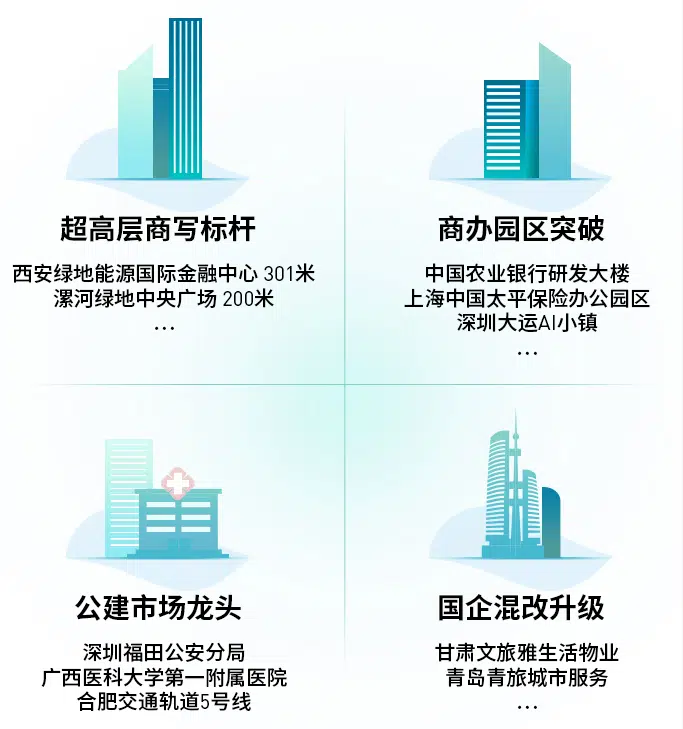 超高层商写标杆
西安绿地能源国际金融中心 301米
漯河绿地中央广场 200米
...
商办园区突破
中国农业银行研发大楼
上海中国太平保险办公园区
深圳大运AI小镇
...
公建市场龙头
深圳福田公安分局
广西医科大学第一附属医院
合肥交通轨道5号线
国企混改升级
甘肃文旅雅生活物业
青岛青旅城市服务
...